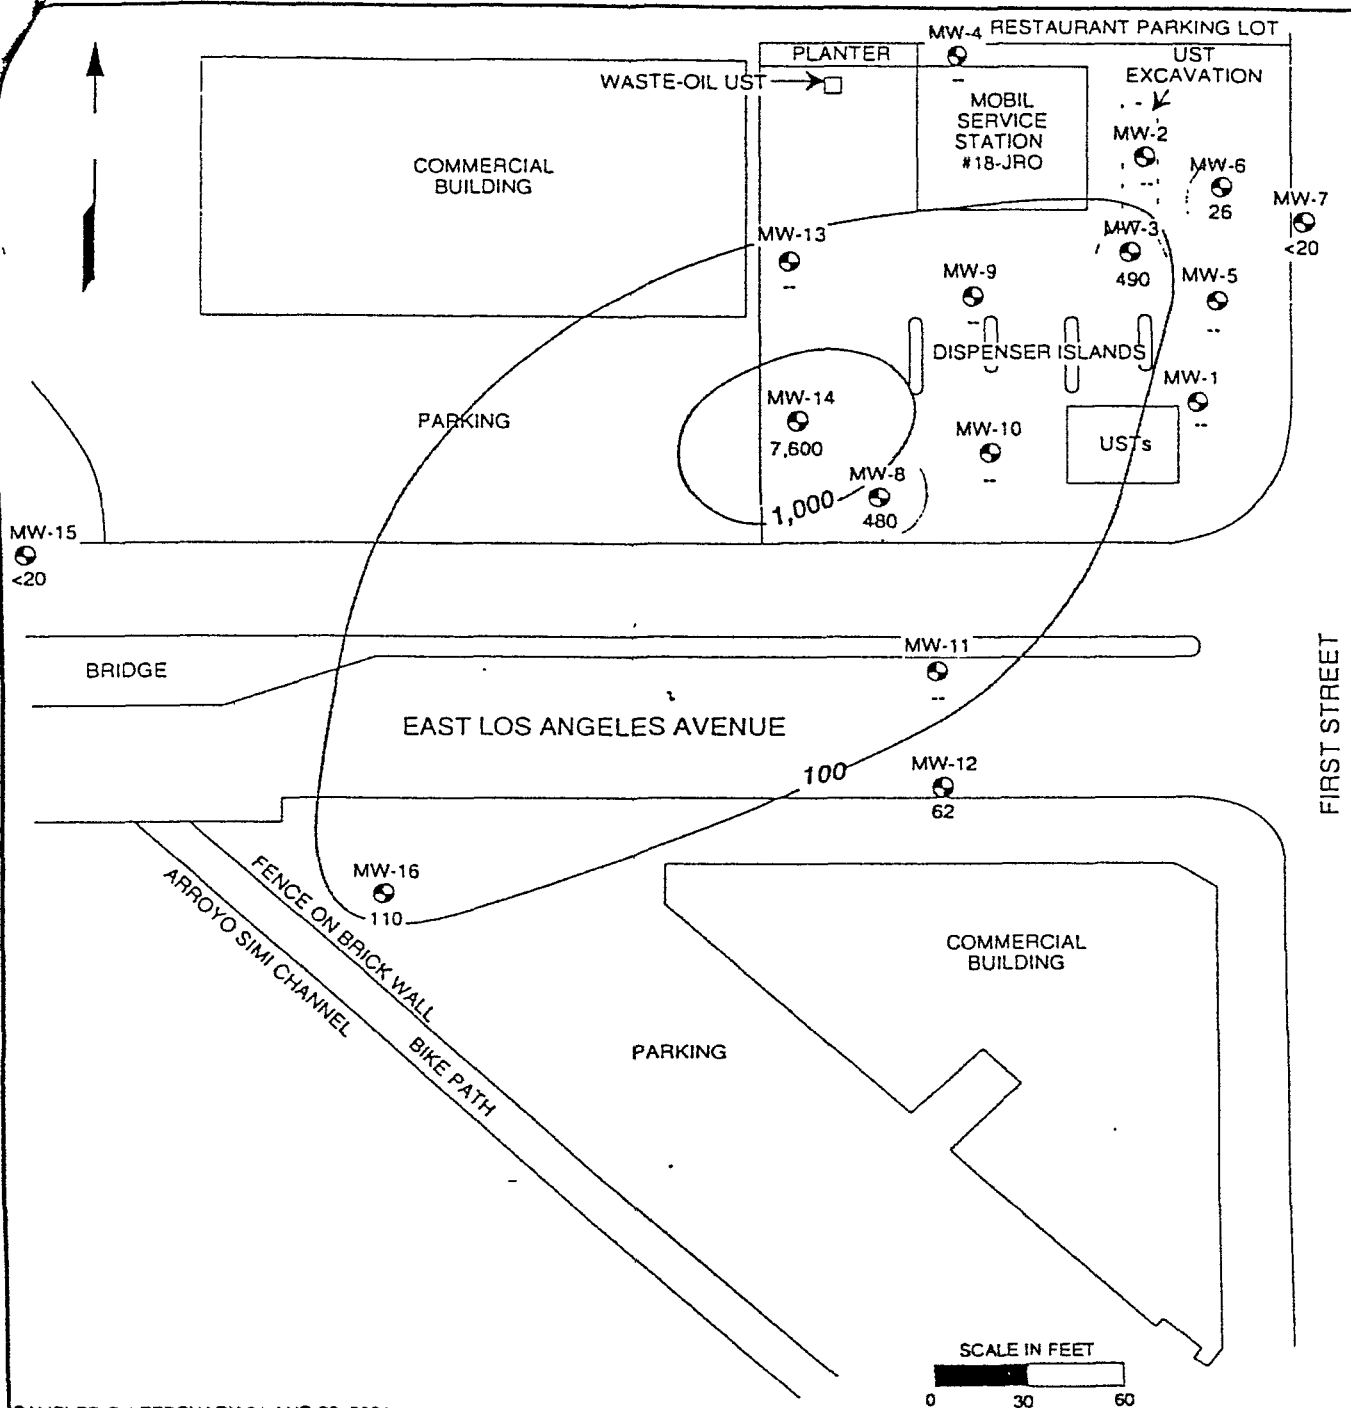 MW-4
RESTAURANT PARKING LOT
--
PLANTER
UST
EXCAVATION
WASTE-OIL UST
MOBIL
SERVICE
STATION
#18-JRO
COMMERCIAL
BUILDING
MW-2
--
MW-6
26
MW-7
<20
MW-13
--
MW-3
490
MW-9
--
MW-5
--
DISPENSER ISLANDS
MW-1
--
MW-14
7,600
PARKING
MW-10
--
USTs
MW-8
480
1,000
MW-15
<20
BRIDGE
MW-11
--
EAST LOS ANGELES AVENUE
FIRST STREET
100
MW-12
62
MW-16
110
FENCE ON BRICK WALL
ARROYO SIMI CHANNEL
BIKE PATH
COMMERCIAL
BUILDING
PARKING
SCALE IN FEET
0 30 60